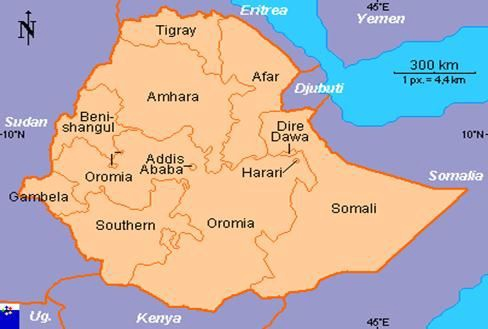 45°E
Eritrea
Yemen
N
Tigray
300 km
1 px. = 4,4 km
Afar
Djubuti
Amhara
Beni-
shangul
Sudan
10°N
10°N
Dire
Dawa
Addis
Ababa
Oromia
Harari
Somalia
Gambela
Somali
Southern
Oromia
Ug.
Kenya
45°E